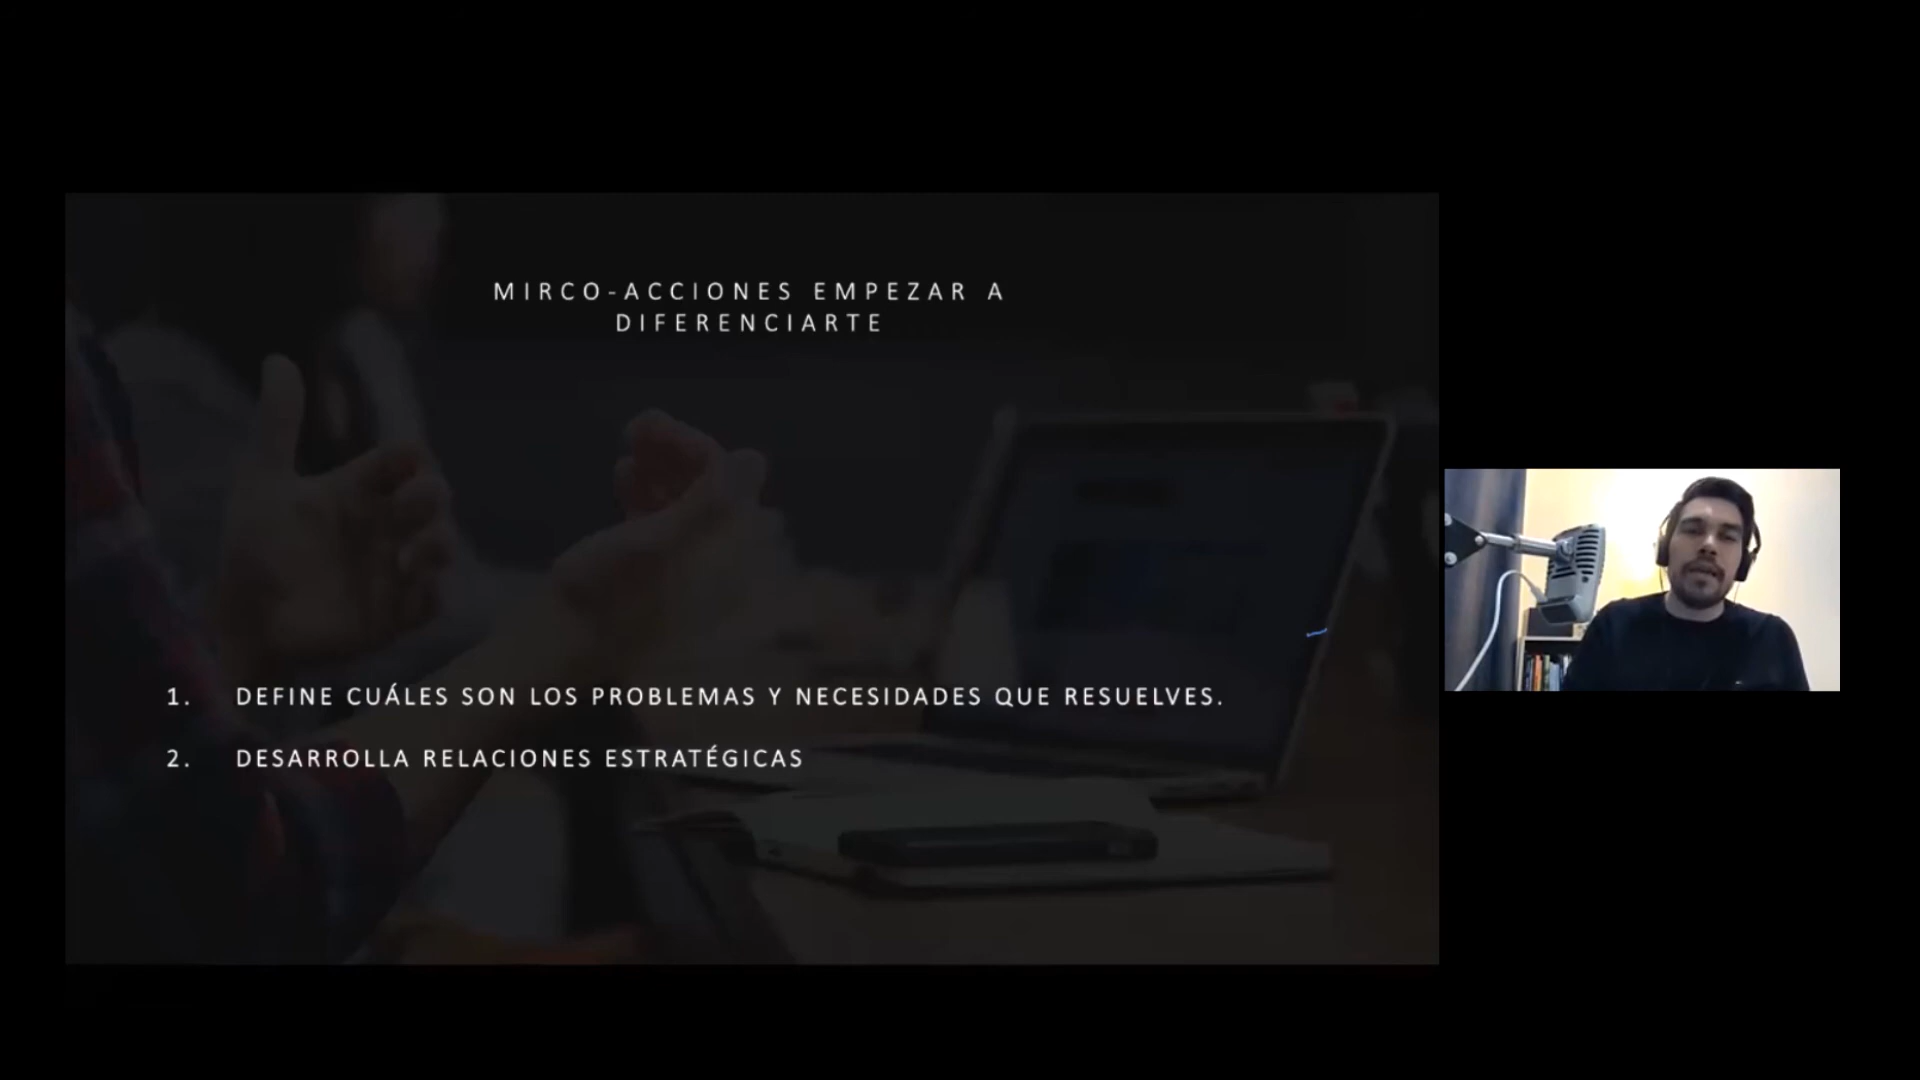 MIRCO-ACCIONES EMPEZAR A
DIFERENCIARTE
1. DEFINE CUÁLES SON LOS PROBLEMAS Y NECESIDADES QUE RESUELVES.
2. DESARROLLA RELACIONES ESTRATÉGICAS